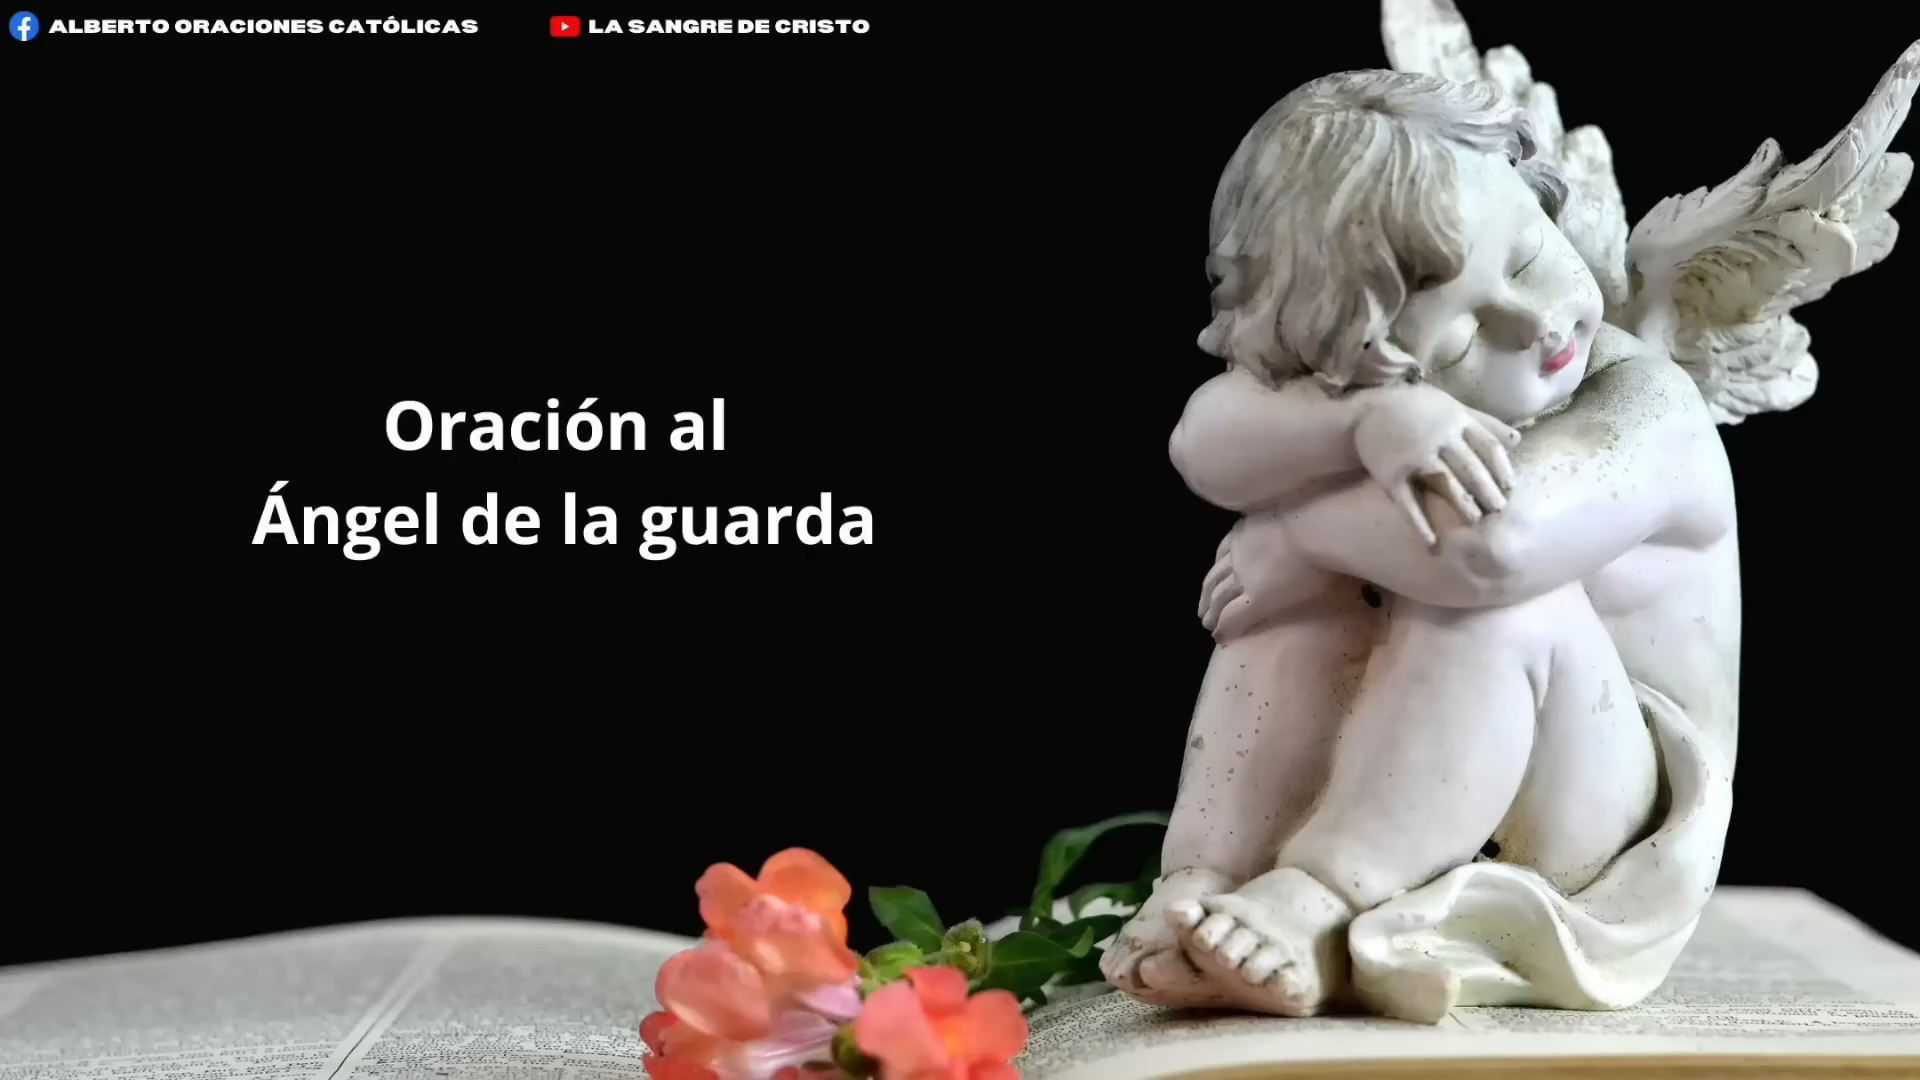 ALBERTO ORACIONES CATÓLICAS
LA SANGRE DE CRISTO
Oración al
Ángel de la guarda